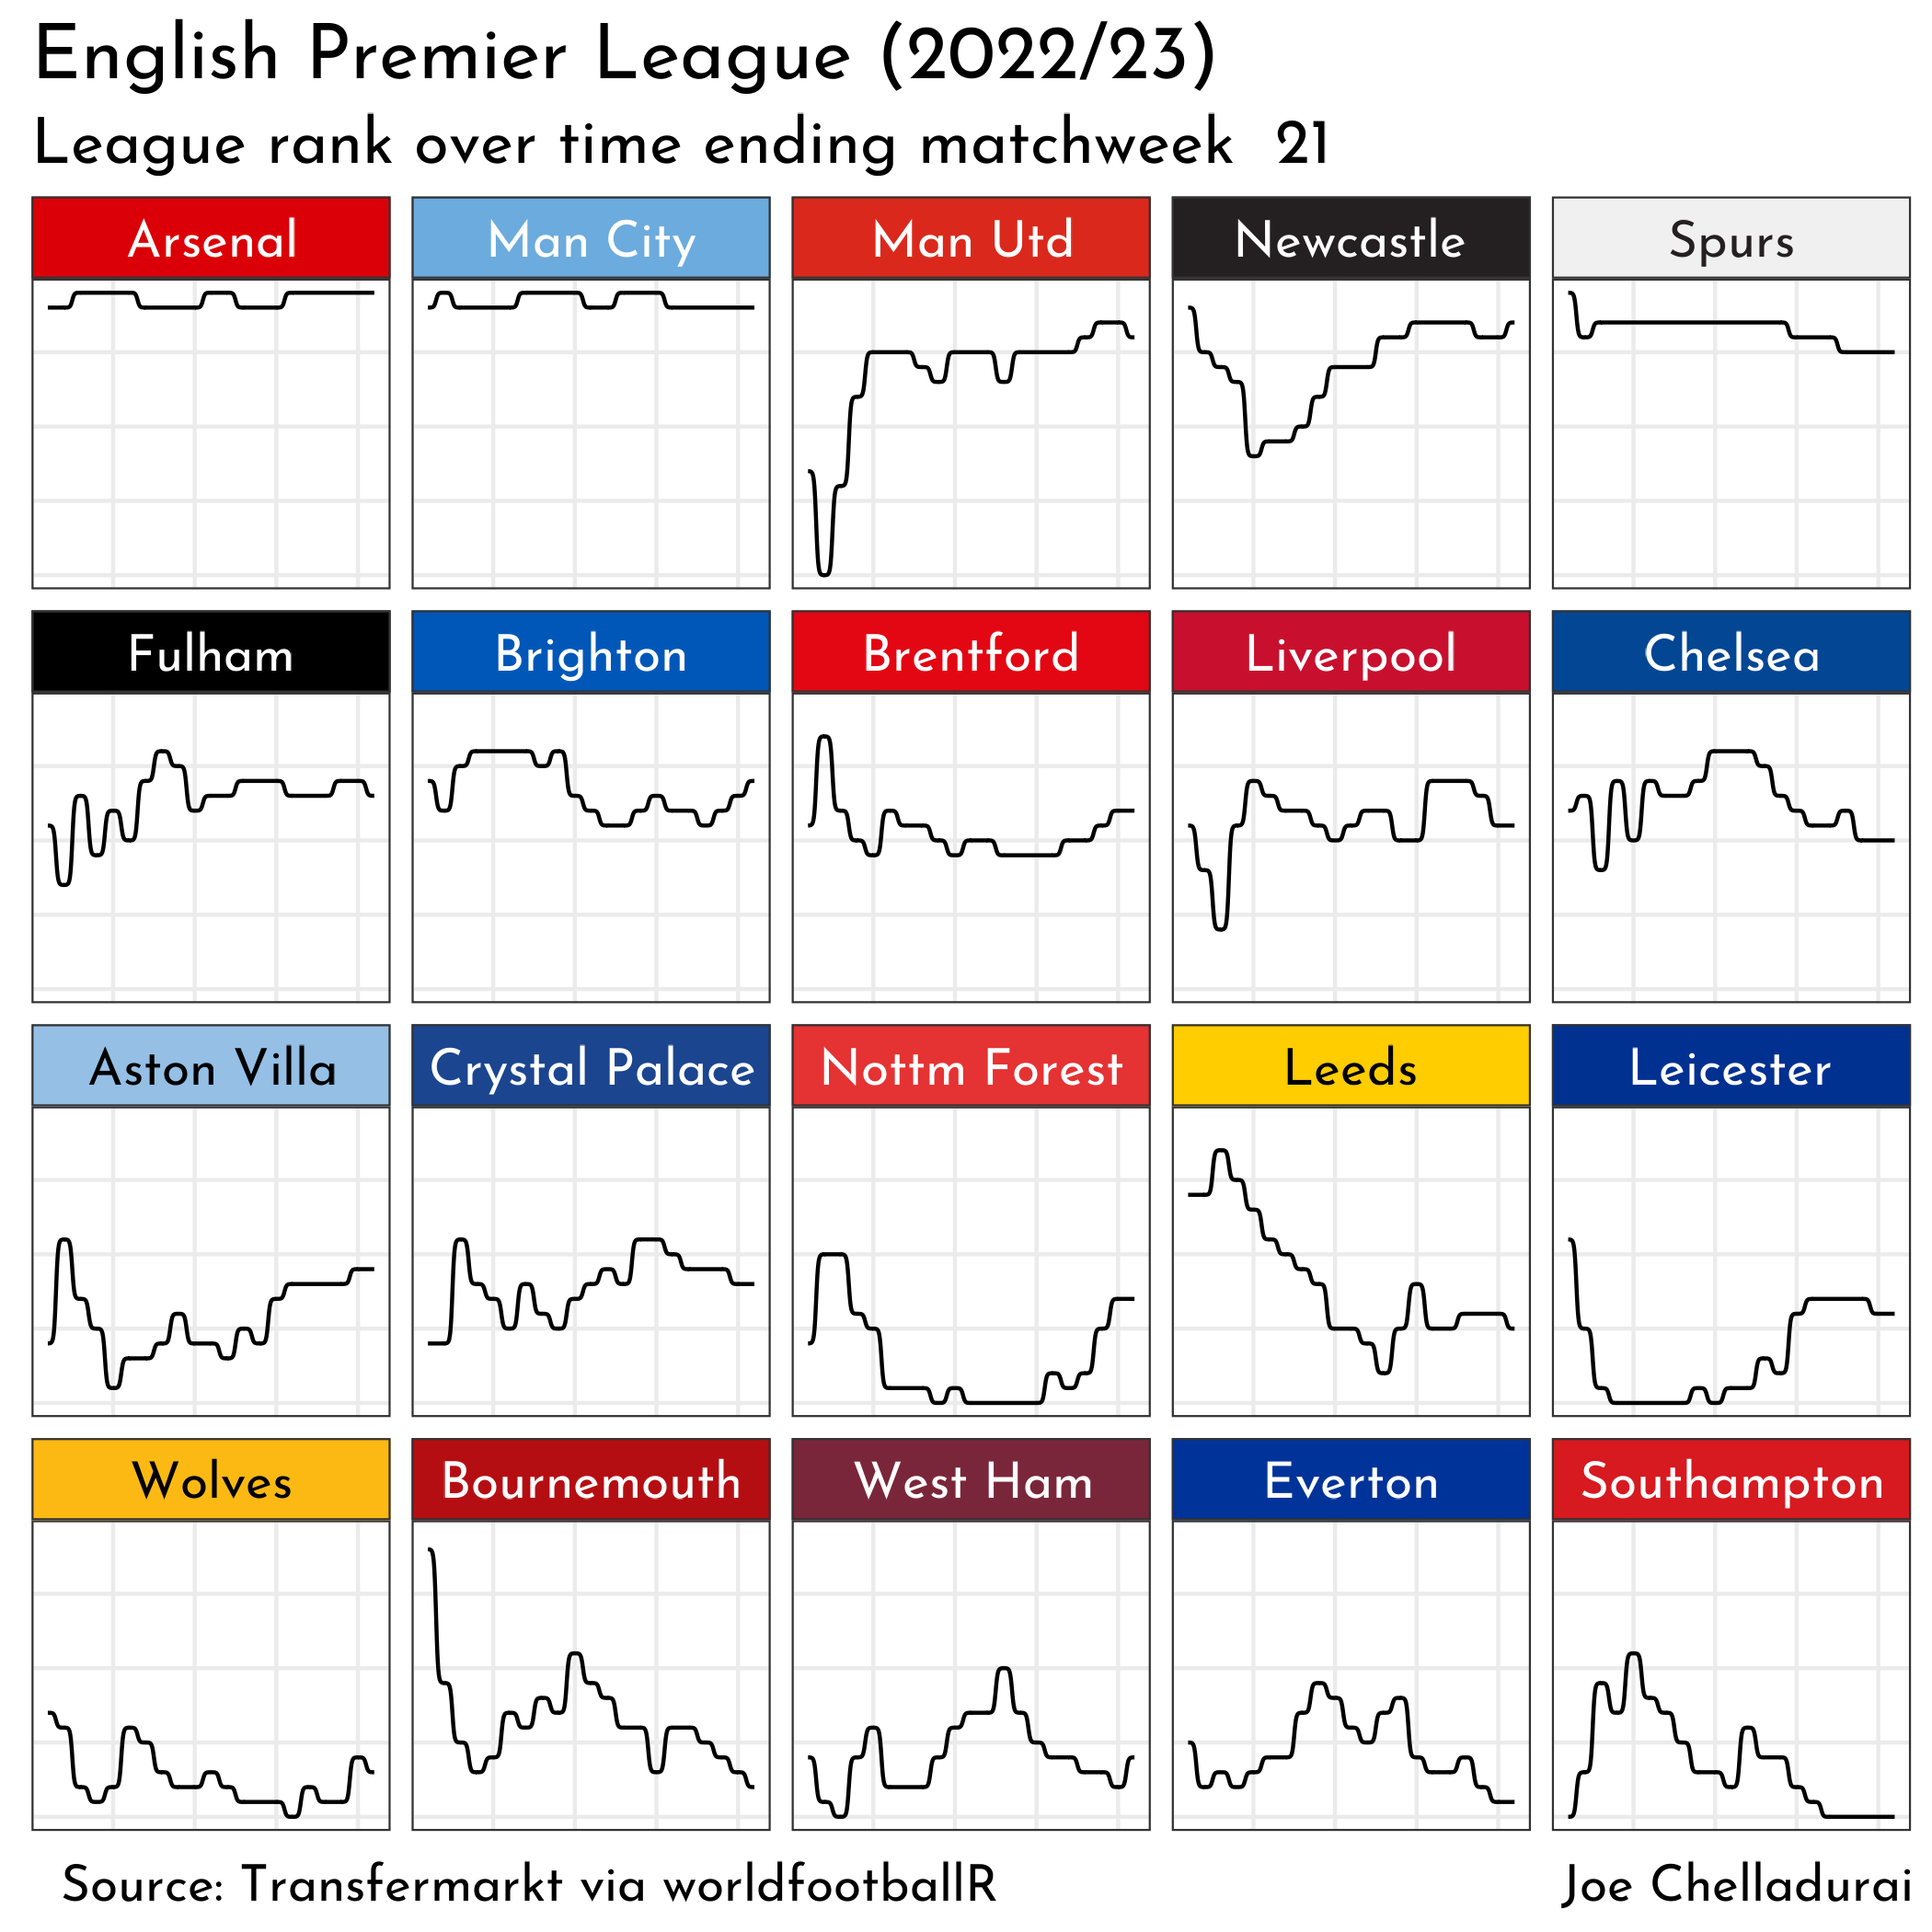 English Premier League (2022/23)
League rank over time ending matchweek 21
Arsenal
Man City
Man Utd
Newcastle
Spurs
Fulham
Brighton
Brentford
Liverpool
Chelsea
Aston Villa
Crystal Palace
Nottm Forest
Leeds
Leicester
Wolves
Bournemouth
West Ham
Everton
Southampton
Source: Transfermarkt via worldfootballR
Joe Chelladurai